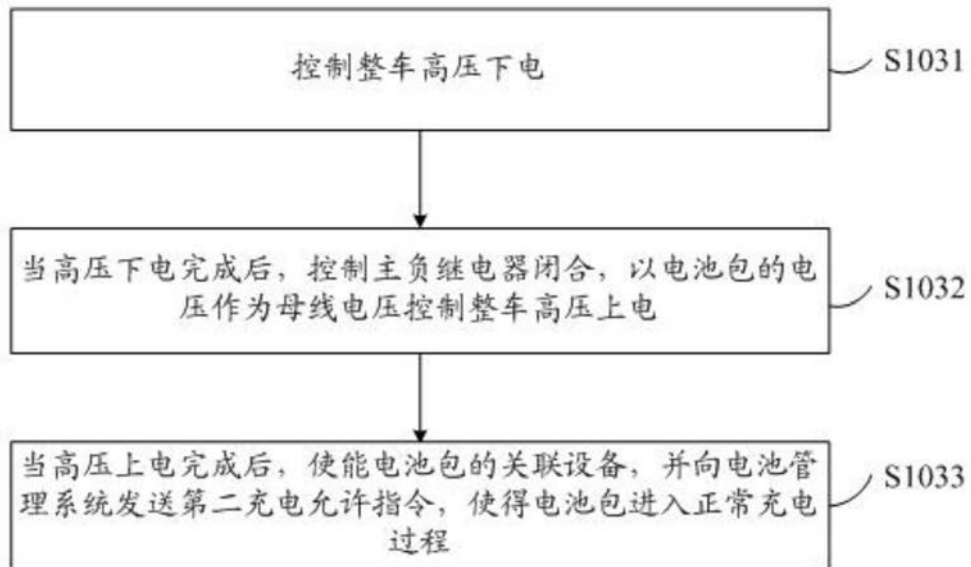 控制整车高压下电
S1031
当高压下电完成后，控制主负继电器闭合，以电池包的电
压作为母线电压控制整车高压上电
S1032
当高压上电完成后，使能电池包的关联设备，并向电池管
理系统发送第二充电允许指令，使得电池包进入正常充电
过程
S1033